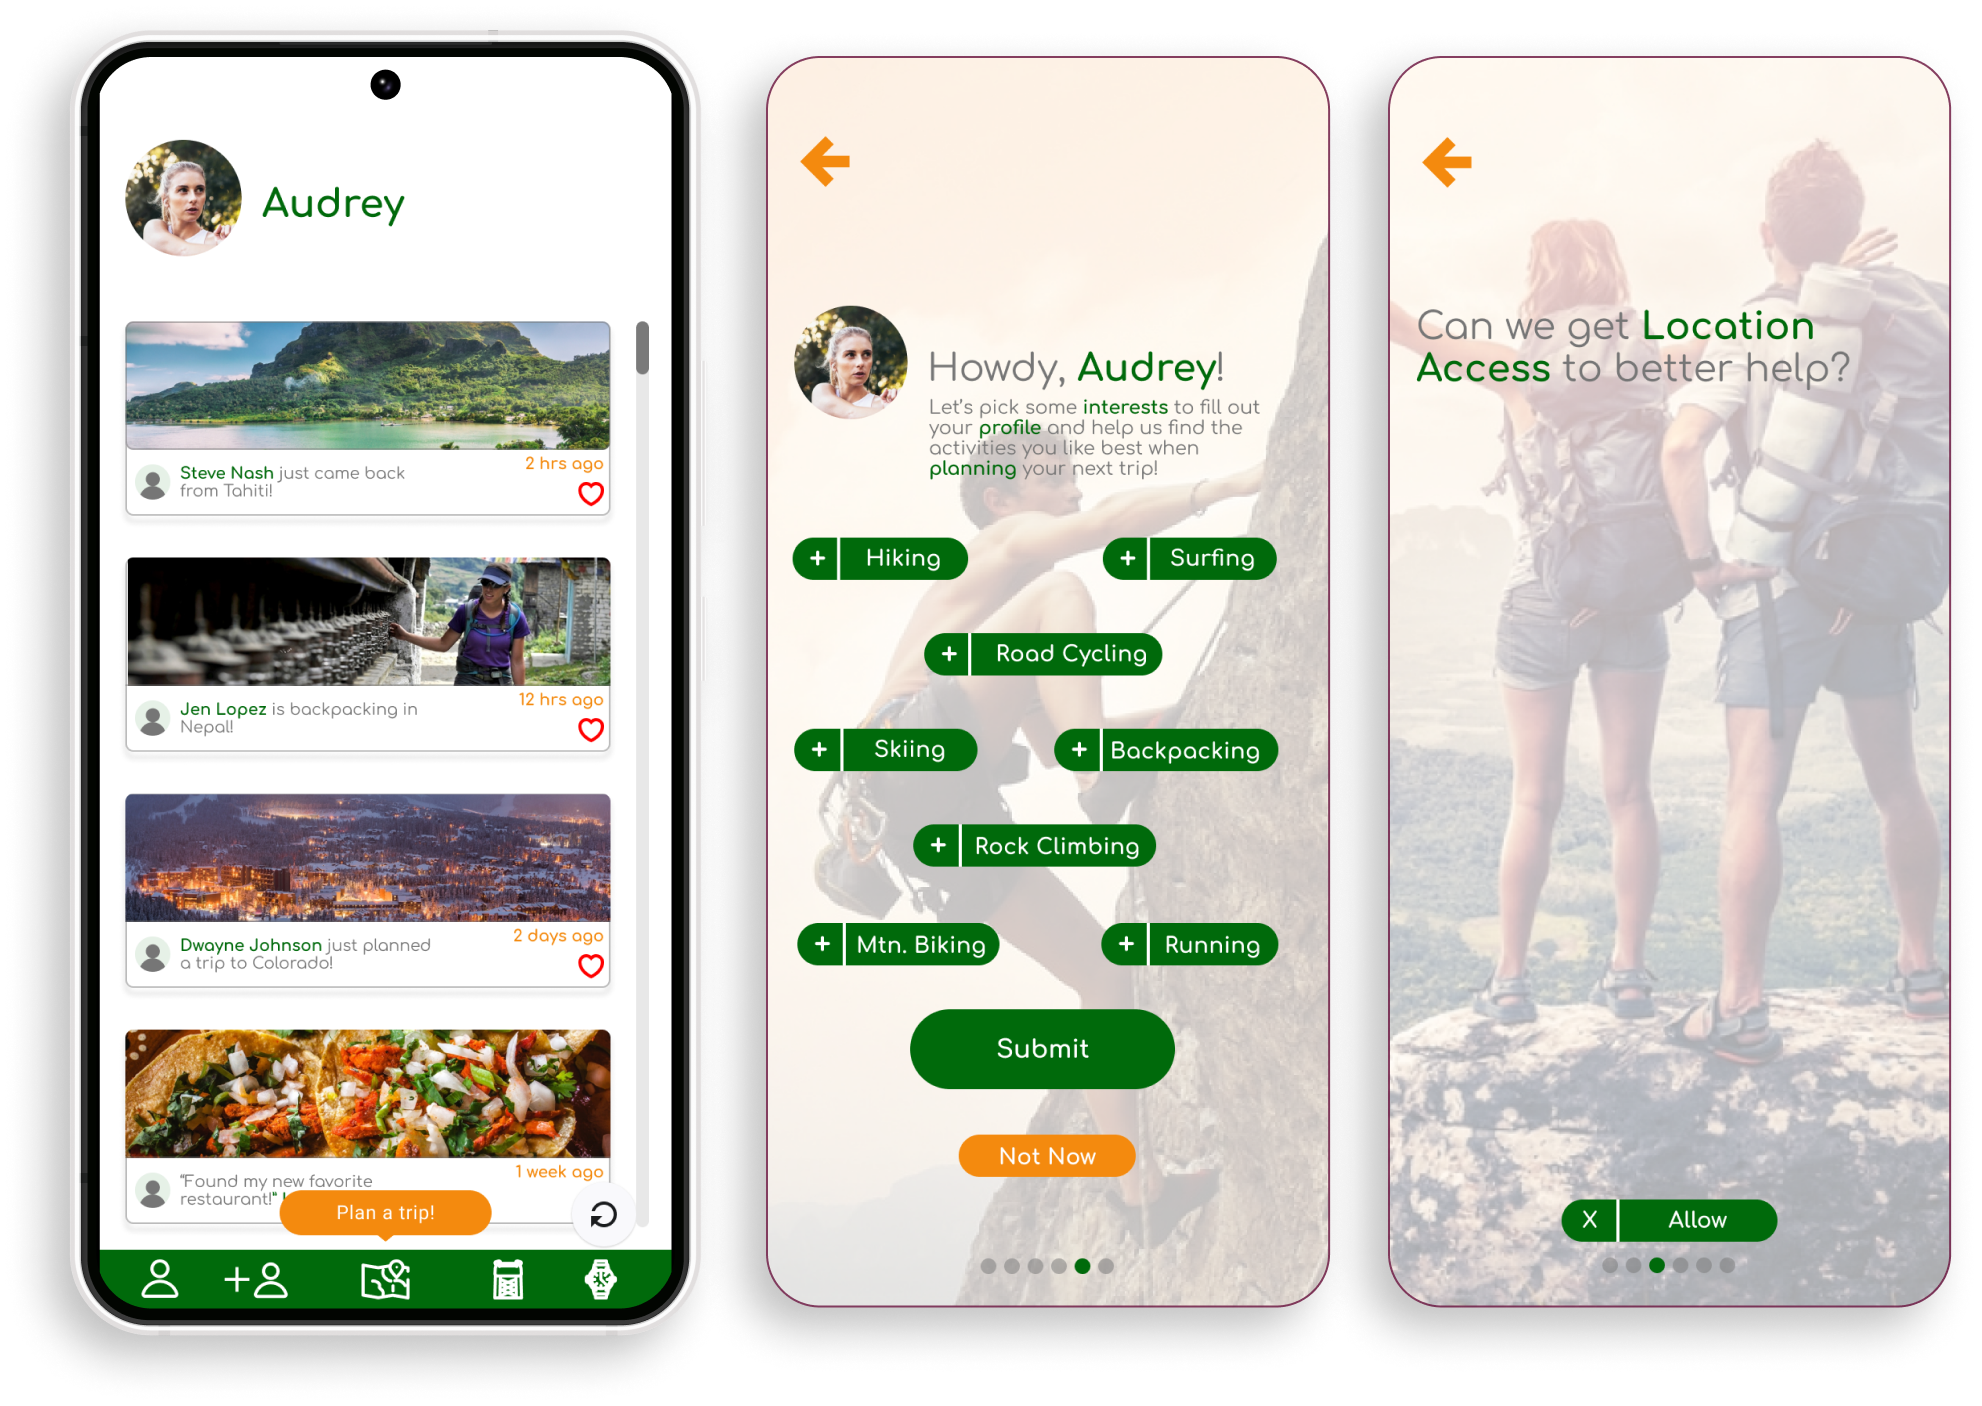 Audrey
Steve Nash just came back
from Tahiti!
2 hrs ago
Jen Lopez is backpacking in
Nepal!
12 hrs ago
Dwayne Johnson just planned
a trip to Colorado!
2 days ago
“Found my new favorite
restaurant!"
1 week ago
Plan a trip!
Howdy, Audrey!
Let's pick some interests to fill out
your profile and help us find the
activities you like best when
planning your next trip!
+ Hiking
+ Surfing
+ Road Cycling
+ Skiing
+ Backpacking
+ Rock Climbing
+ Mtn. Biking
+ Running
Submit
Not Now
Can we get Location
Access to better help?
X Allow